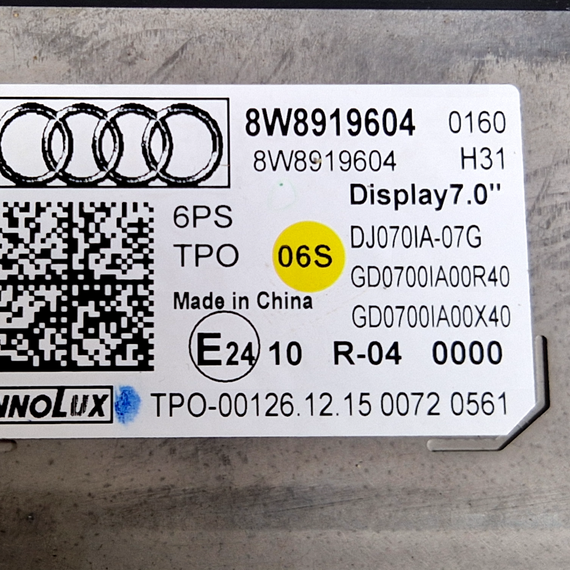 8W8919604 0160
8W8919604 H31
Display7.0"
6PS
TPO
06S
DJ070IA-07G
GD0700IA00R40
Made in China
GD0700IA00X40
E24 10 R-04 0000
INNOLUX TPO-00126.12.15 0072 0561